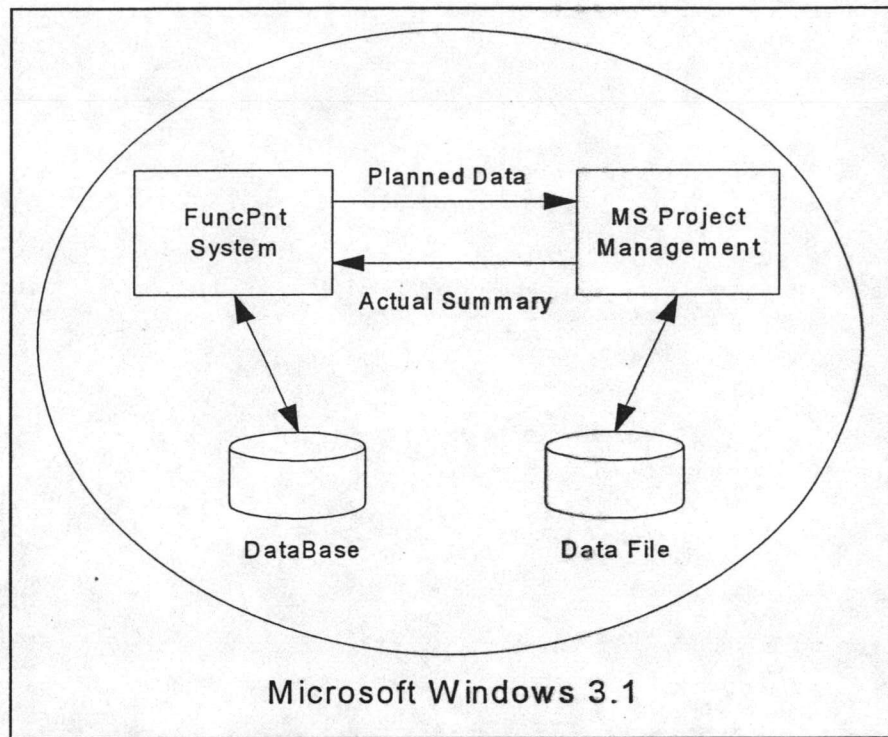 Planned Data
FuncPnt
System
MS Project
Management
Actual Summary
DataBase
Data File
Microsoft Windows 3.1